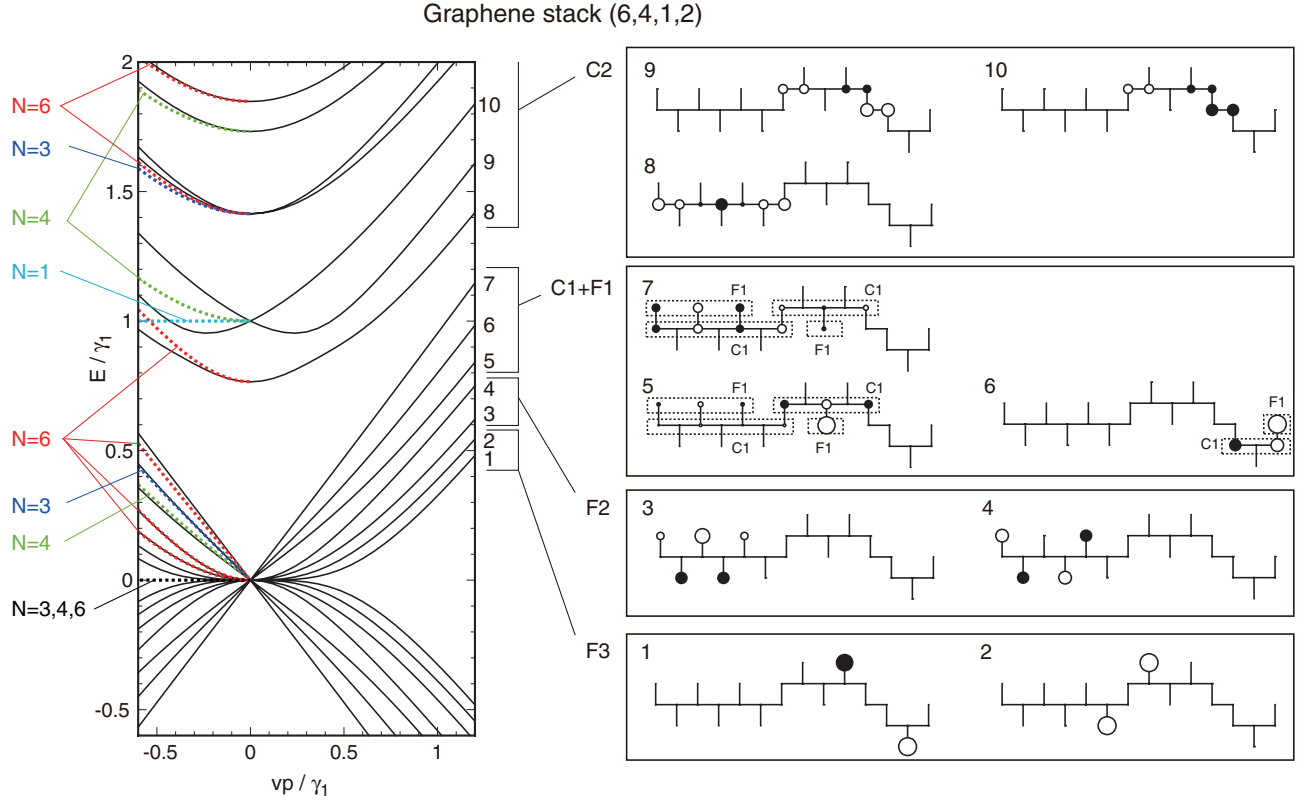 Graphene stack (6,4,1,2)
N=6
N=3
N=4
N=1
N=6
N=3
N=4
N=3,4,6
E / γ1
2
1.5
1
0.5
0
-0.5
-0.5
0
0.5
1
vp / γ1
10
9
8
7
6
5
4
3
2
1
C2
C1+F1
F2
F3
9
10
8
7
F1
C1
C1
F1
5
F1
C1
C1
F1
6
F1
C1
3
4
1
2